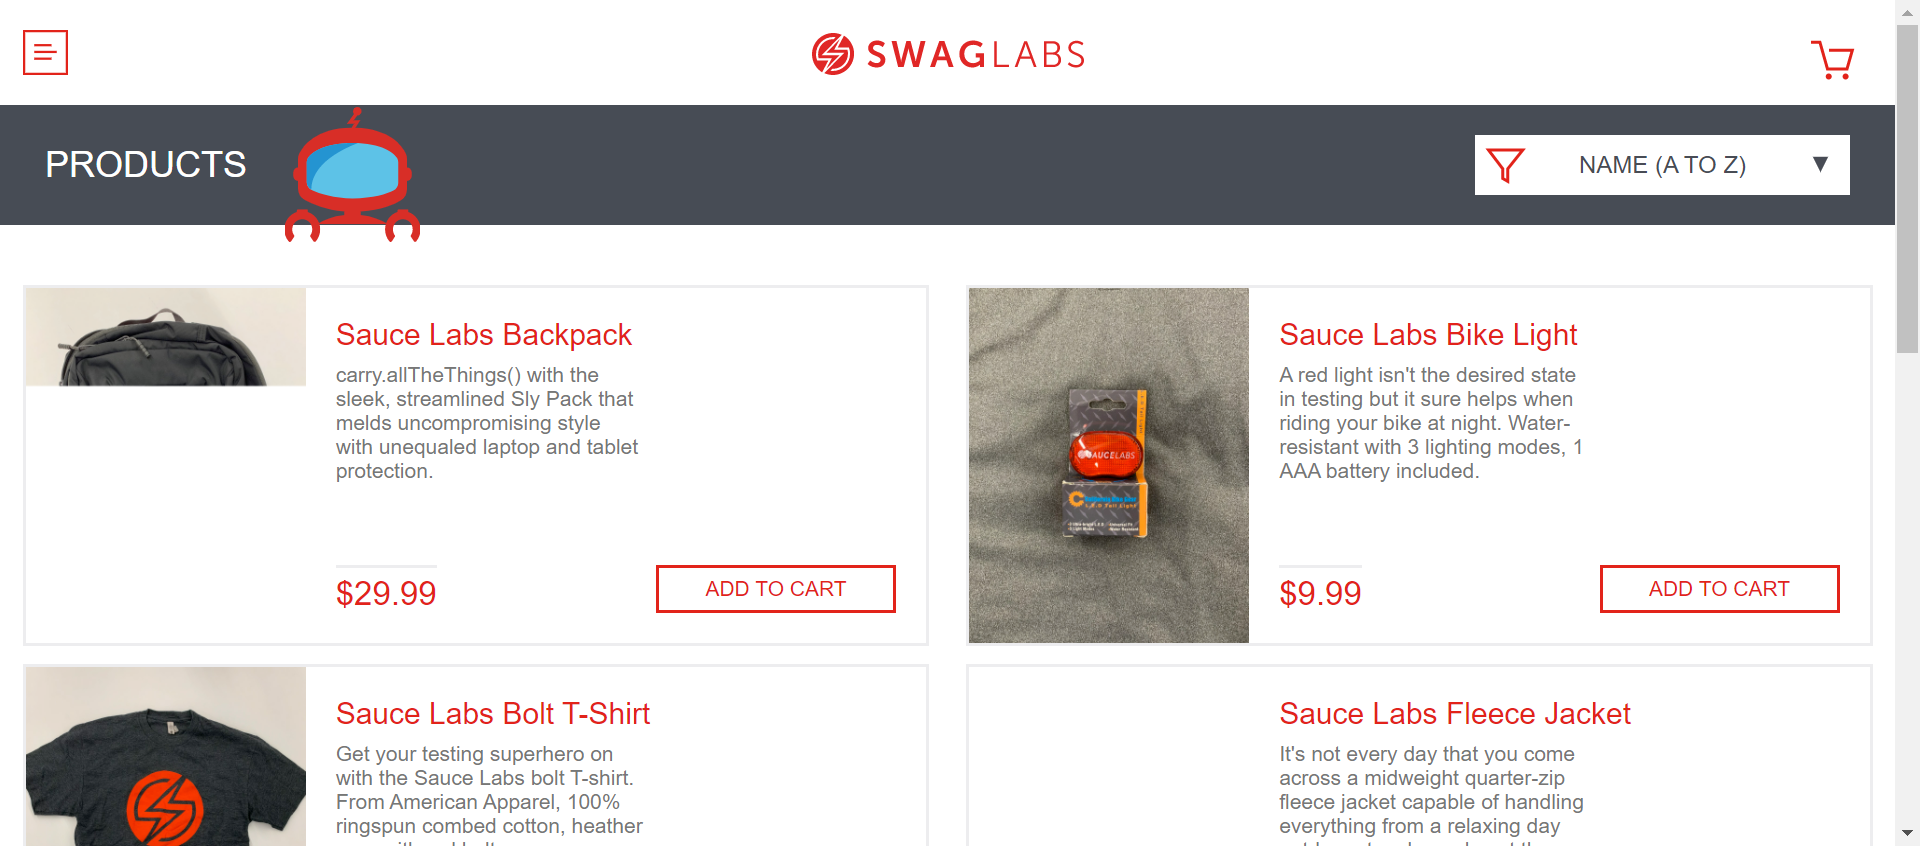 SWAGLABS
PRODUCTS
NAME (A TO Z)
Sauce Labs Backpack
carry.allTheThings() with the
sleek, streamlined Sly Pack that
melds uncompromising style
with unequaled laptop and tablet
protection.
$29.99
ADD TO CART
SAUCELABS
Sauce Labs Bike Light
A red light isn't the desired state
in testing but it sure helps when
riding your bike at night. Water-
resistant with 3 lighting modes, 1
AAA battery included.
$9.99
ADD TO CART
Sauce Labs Bolt T-Shirt
Get your testing superhero on
with the Sauce Labs bolt T-shirt.
From American Apparel, 100%
ringspun combed cotton, heather
Sauce Labs Fleece Jacket
It's not every day that you come
across a midweight quarter-zip
fleece jacket capable of handling
everything from a relaxing day